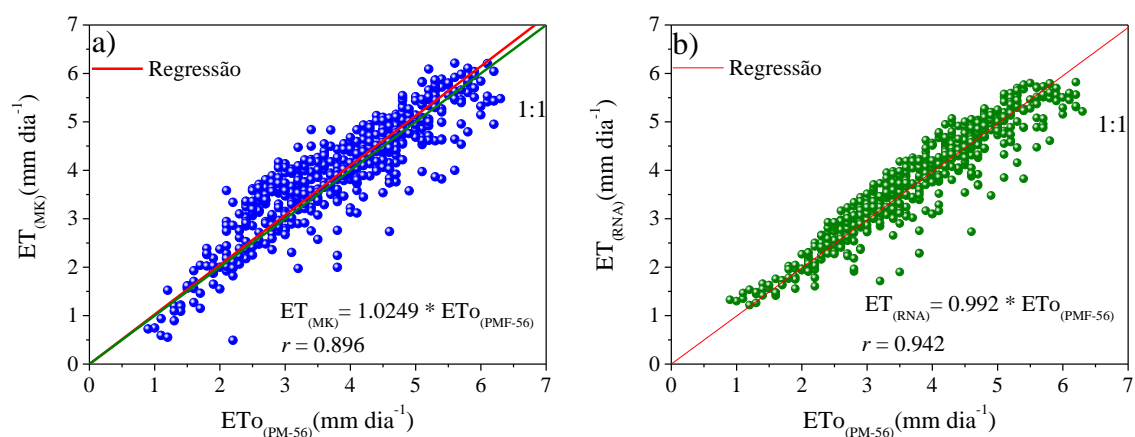 a)
Regressão
1:1
ET(MK)= 1.0249 * ETo(PMF-56)
r = 0.896
ET(MK)(mm dia-1)
7
6
5
4
3
2
1
0
0 1 2 3 4 5 6 7
ETo(PM-56)(mm dia-1)
b)
Regressão
1:1
ET(RNA)= 0.992 * ETo(PMF-56)
r = 0.942
ET(RNA)(mm dia-1)
7
6
5
4
3
2
1
0
0 1 2 3 4 5 6 7
ETo(PM-56)(mm dia-1)